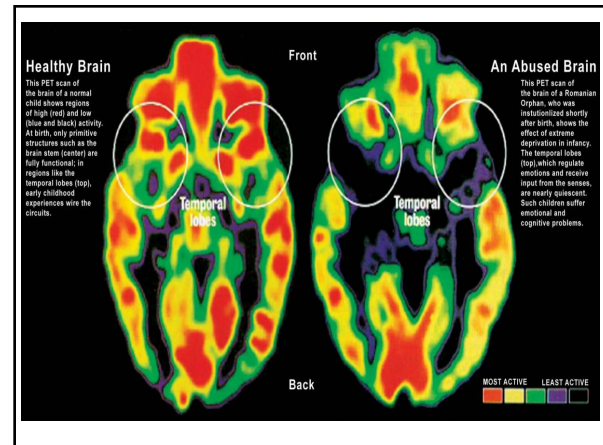 Healthy Brain
This PET scan of
the brain of a normal
child shows regions
of high (red) and low
(blue and black) activity.
At birth, only primitive
structures such as the
brain stem (center) are
fully functional; in
regions like the
temporal lobes (top),
early childhood
experiences wire the
circuits.
Front
Temporal
lobes
Back
An Abused Brain
This PET scan of
the brain of a Romanian
Orphan, who was
instutionlized shortly
after birth, shows the
effect of extreme
deprivation in infancy.
The temporal lobes
(top),which regulate
emotions and receive
input from the senses,
are nearly quiescent.
Such children suffer
emotional and
cognitive problems.
Temporal
lobes
MOST ACTIVE LEAST ACTIVE